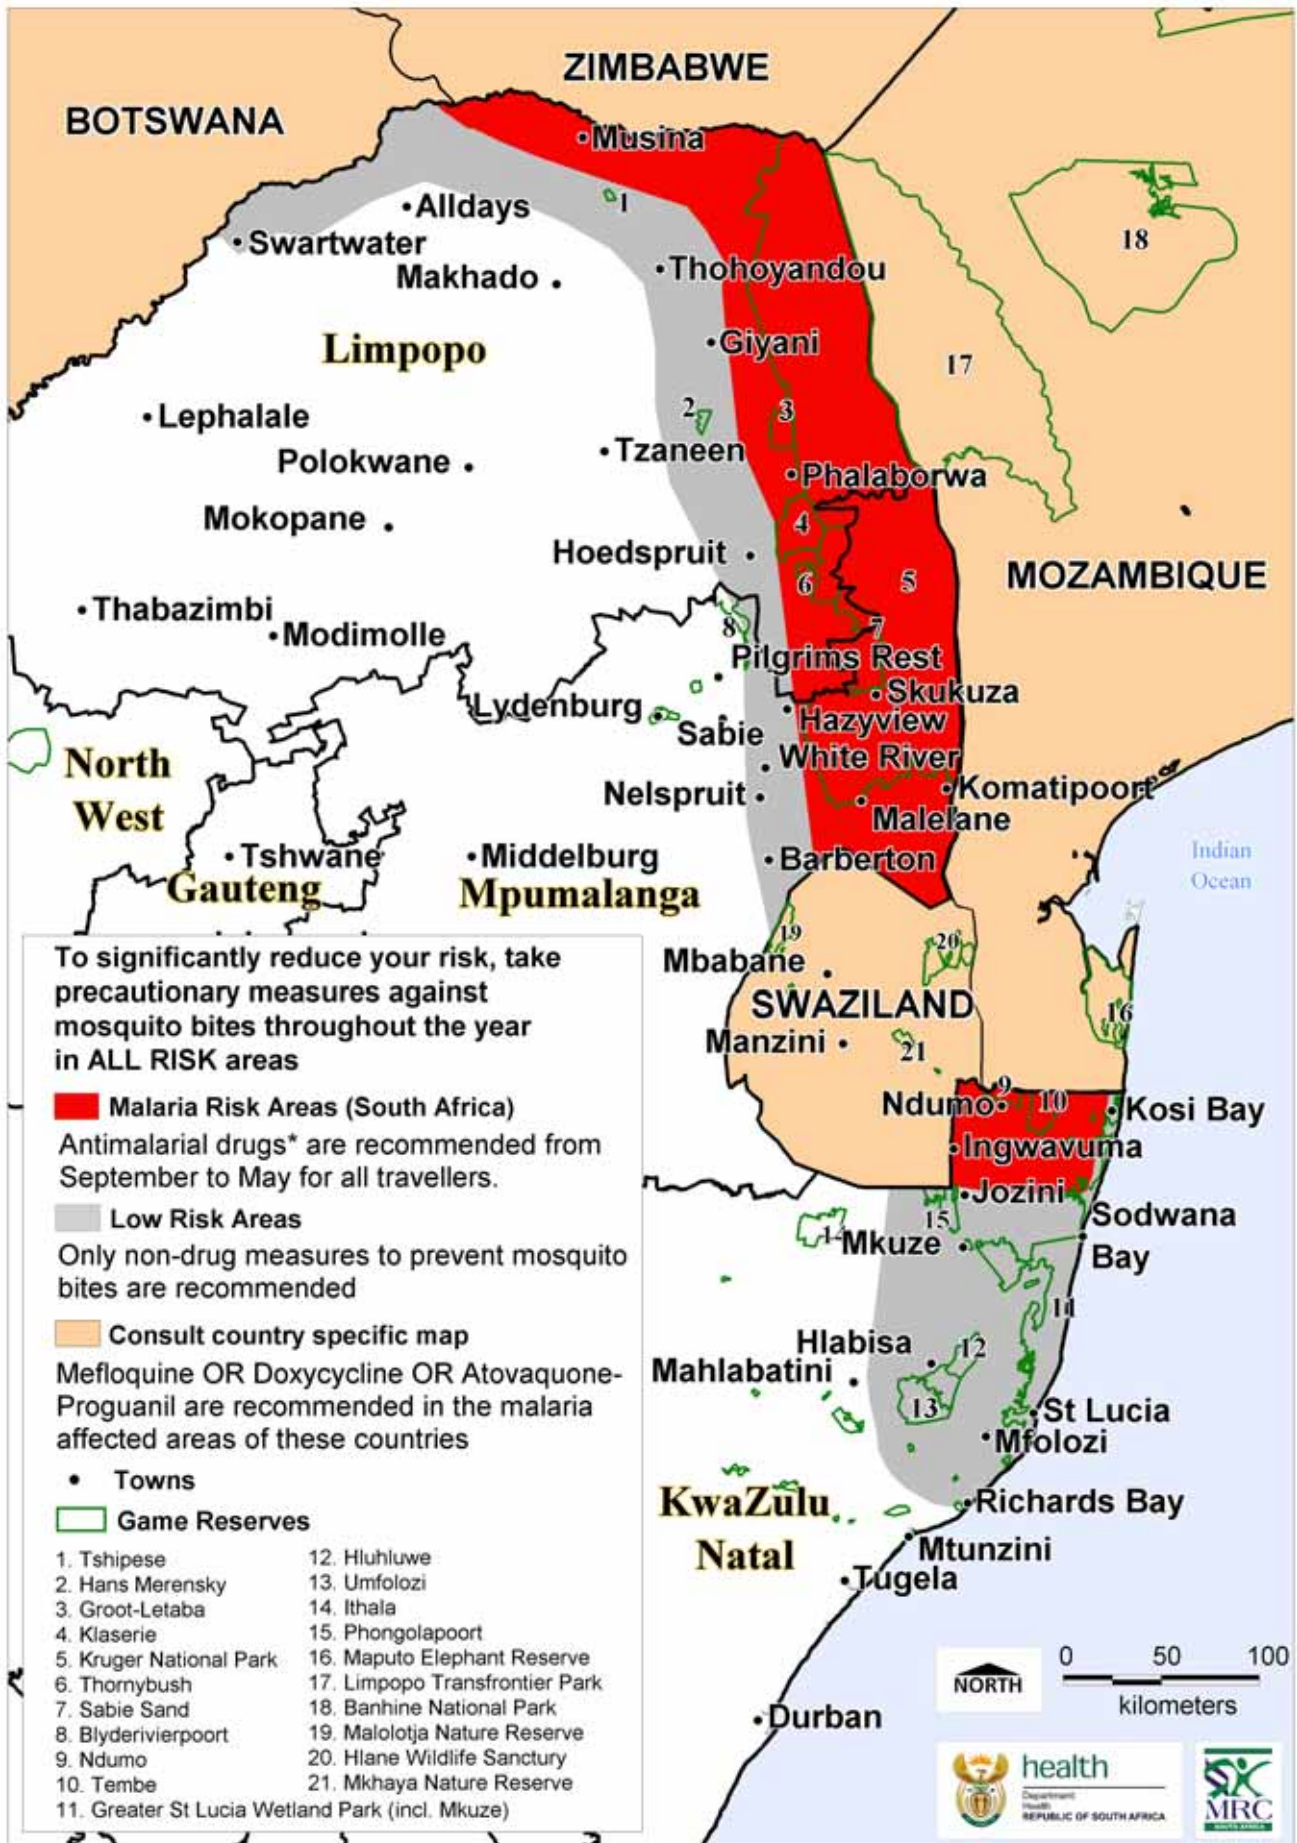 ZIMBABWE
BOTSWANA
Musina
1
Alldays
Swartwater
Makhado
Thohoyandou
18
Limpopo
Giyani
17
Lephalale
2
3
Tzaneen
Polokwane
Phalaborwa
Mokopane
4
Hoedspruit
MOZAMBIQUE
6
5
Thabazimbi
Modimolle
8
7
Pilgrims Rest
Lydenburg
Skukuza
Sabie
Hazyview
North
West
White River
Nelspruit
Komatipoort
Malelane
Tshwane
Gauteng
Middelburg
Mpumalanga
Barberton
Indian
Ocean
19
20
Mbabane
SWAZILAND
16
Manzini
21
9
10
Ndumo
Kosi Bay
Ingwavuma
Jozini
15
Sodwana
Bay
14
Mkuze
11
Hlabisa
12
Mahlabatini
13
St Lucia
Mfolozi
KwaZulu
Natal
Richards Bay
Mtunzini
Tugela
Durban
To significantly reduce your risk, take
precautionary measures against
mosquito bites throughout the year
in ALL RISK areas
Malaria Risk Areas (South Africa)
Antimalarial drugs* are recommended from
September to May for all travellers.
Low Risk Areas
Only non-drug measures to prevent mosquito
bites are recommended
Consult country specific map
Mefloquine OR Doxycycline OR Atovaquone-
Proguanil are recommended in the malaria
affected areas of these countries
Towns
Game Reserves
1. Tshipese
2. Hans Merensky
3. Groot-Letaba
4. Klaserie
5. Kruger National Park
6. Thornybush
7. Sabie Sand
8. Blyderivierpoort
9. Ndumo
10. Tembe
11. Greater St Lucia Wetland Park (incl. Mkuze)
12. Hluhluwe
13. Umfolozi
14. Ithala
15. Phongolapoort
16. Maputo Elephant Reserve
17. Limpopo Transfrontier Park
18. Banhine National Park
19. Malolotja Nature Reserve
20. Hlane Wildlife Sanctury
21. Mkhaya Nature Reserve
NORTH
0 50 100
kilometers
health
Department
Health
REPUBLIC OF SOUTH AFRICA
MRC
SOUTH AFRICA